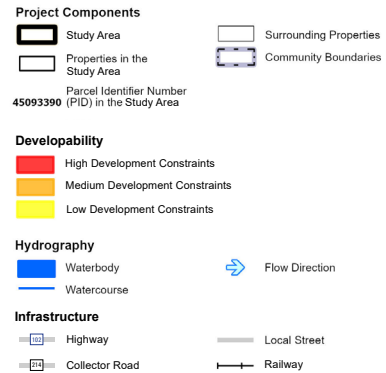 Project Components
Study Area
Surrounding Properties
Properties in the
Study Area
Community Boundaries
Parcel Identifier Number
45093390 (PID) in the Study Area
Developability
High Development Constraints
Medium Development Constraints
Low Development Constraints
Hydrography
Waterbody
Flow Direction
Watercourse
Infrastructure
102 Highway
Local Street
214 Collector Road
Railway